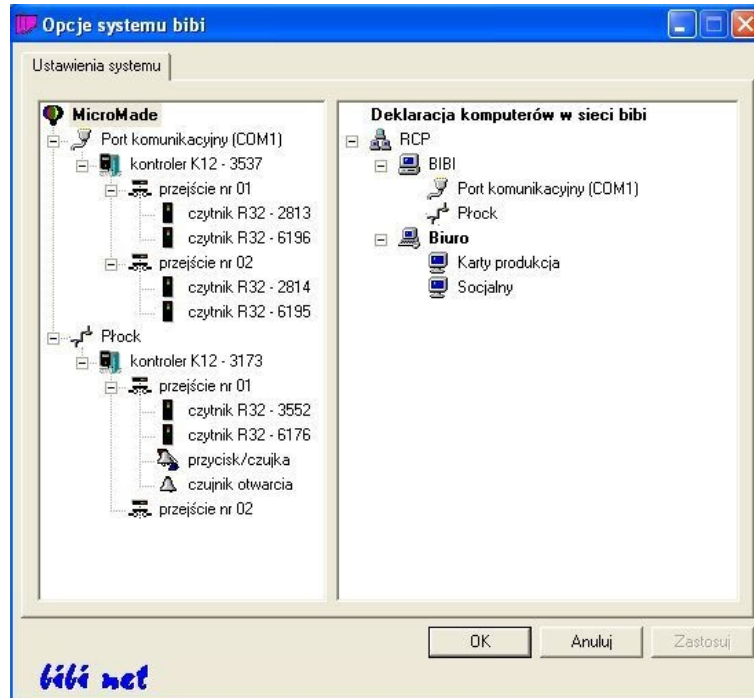 Opcje systemu bibi
Ustawienia systemu
MicroMade
Port komunikacyjny (COM1)
kontroler K12 - 3537
przejście nr 01
czytnik R32 - 2813
czytnik R32 - 6196
przejście nr 02
czytnik R32 - 2814
czytnik R32 - 6195
Płock
kontroler K12 - 3173
przejście nr 01
czytnik R32 - 3552
czytnik R32 - 6176
przycisk/czujka
czujnik otwarcia
przejście nr 02
Deklaracja komputerów w sieci bibi
RCP
BIBI
Port komunikacyjny (COM1)
Płock
Biuro
Karty produkcja
Socjalny
OK
Anuluj
Zastosuj
bibi net